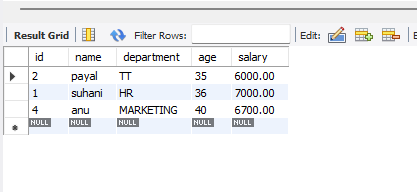 Result Grid Filter Rows: Edit:
id name department age salary
2 payal TT 35 6000.00
1 suhani HR 36 7000.00
4 anu MARKETING 40 6700.00
NULL NULL NULL NULL NULL